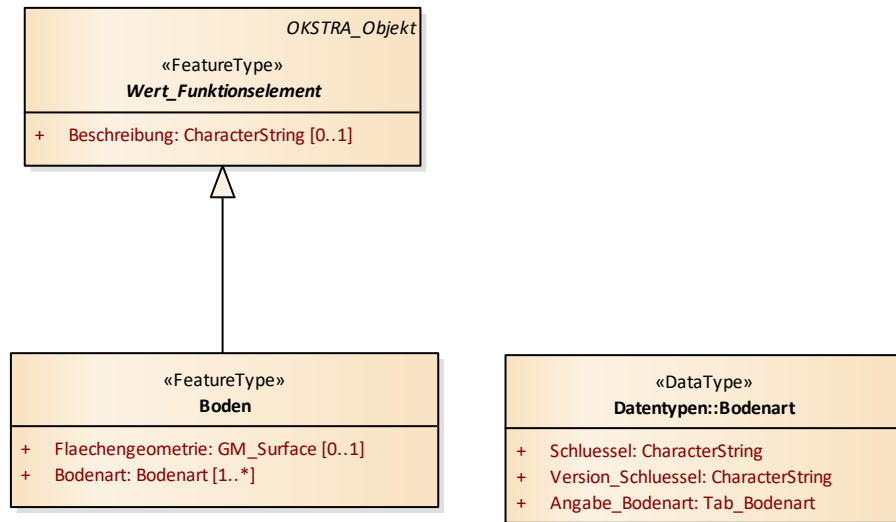 OKSTRA_Objekt
«FeatureType»
Wert_Funktionselement
+ Beschreibung: CharacterString [0..1]
«FeatureType»
Boden
+ Flaechengeometrie: GM_Surface [0..1]
+ Bodenart: Bodenart [1..*]
«DataType»
Datentypen::Bodenart
+ Schluessel: CharacterString
+ Version_Schluessel: CharacterString
+ Angabe_Bodenart: Tab_Bodenart